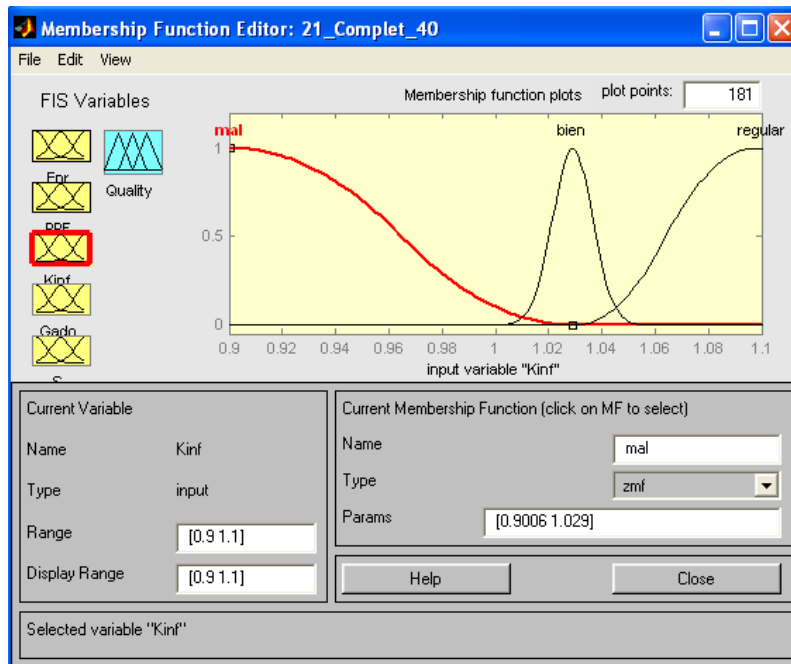 Membership Function Editor: 21_Complet_40
File Edit View
FIS Variables
Membership function plots plot points: 181
Quality
Kinf
Gado
mal bien regular
1
0.5
0
0.9 0.92 0.94 0.96 0.98 1 1.02 1.04 1.06 1.08 1.1
input variable "Kinf"
Current Variable
Name Kinf
Type input
Range [0.9 1.1]
Display Range [0.9 1.1]
Current Membership Function (click on MF to select)
Name mal
Type zmf
Params [0.9006 1.029]
Help Close
Selected variable "Kinf"